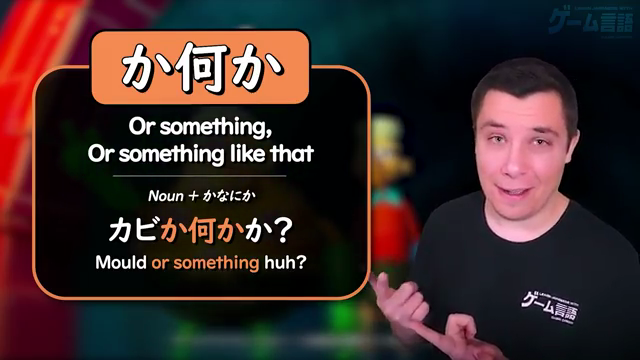 か何か
Or something,
Or something like that
Noun + かなにか
カビか何かか?
Mould or something huh?
ゲーム言語
ゲーム言語